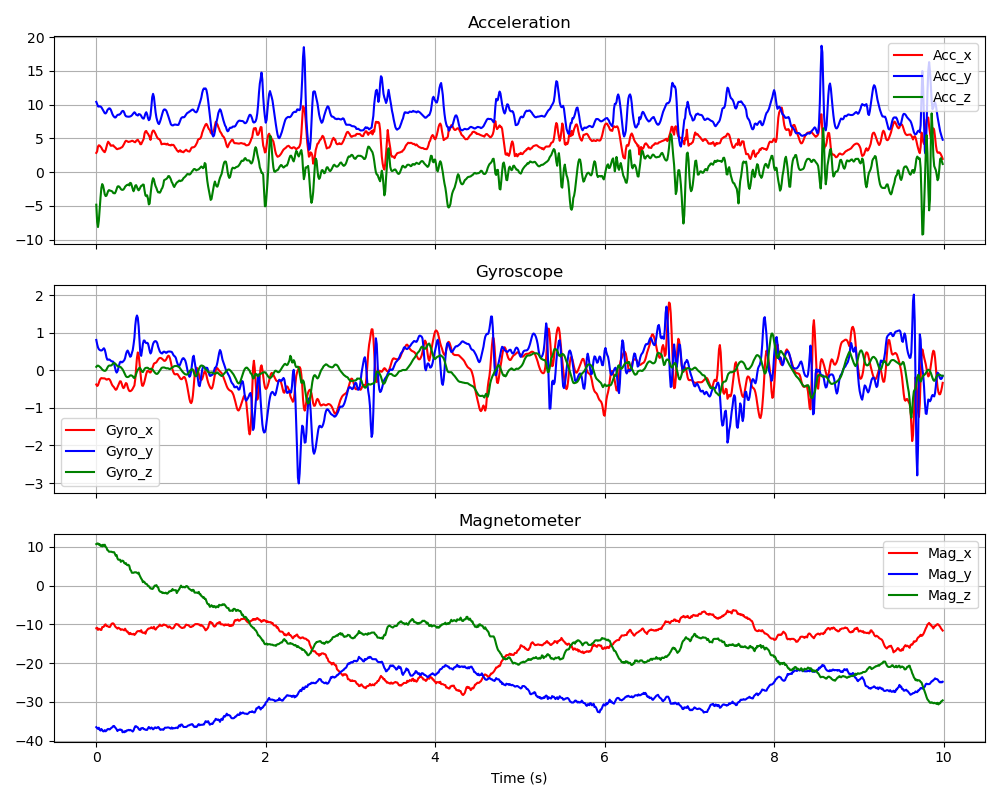 Acceleration
20
15
10
5
0
−5
−10
Acc_x
Acc_y
Acc_z
Gyroscope
2
1
0
−1
−2
−3
Gyro_x
Gyro_y
Gyro_z
Magnetometer
10
0
−10
−20
−30
−40
Mag_x
Mag_y
Mag_z
0 2 4 6 8 10
Time (s)